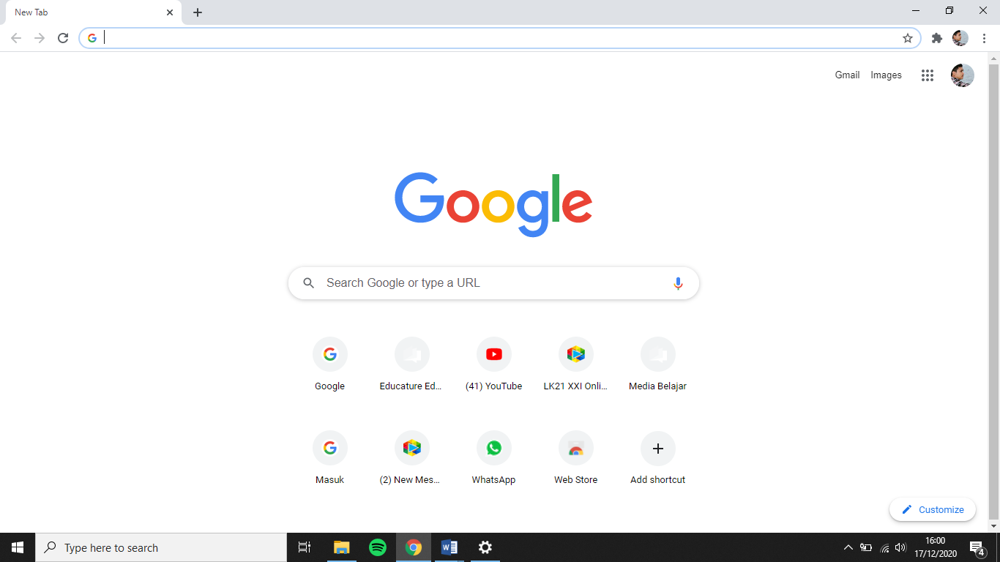 New Tab
Gmail Images
Google
Search Google or type a URL
Google
Educature Ed...
(41) YouTube
LK21 XXI Onli...
Media Belajar
Masuk
(2) New Mes...
WhatsApp
Web Store
Add shortcut
Customize
Type here to search
16:00
17/12/2020
4